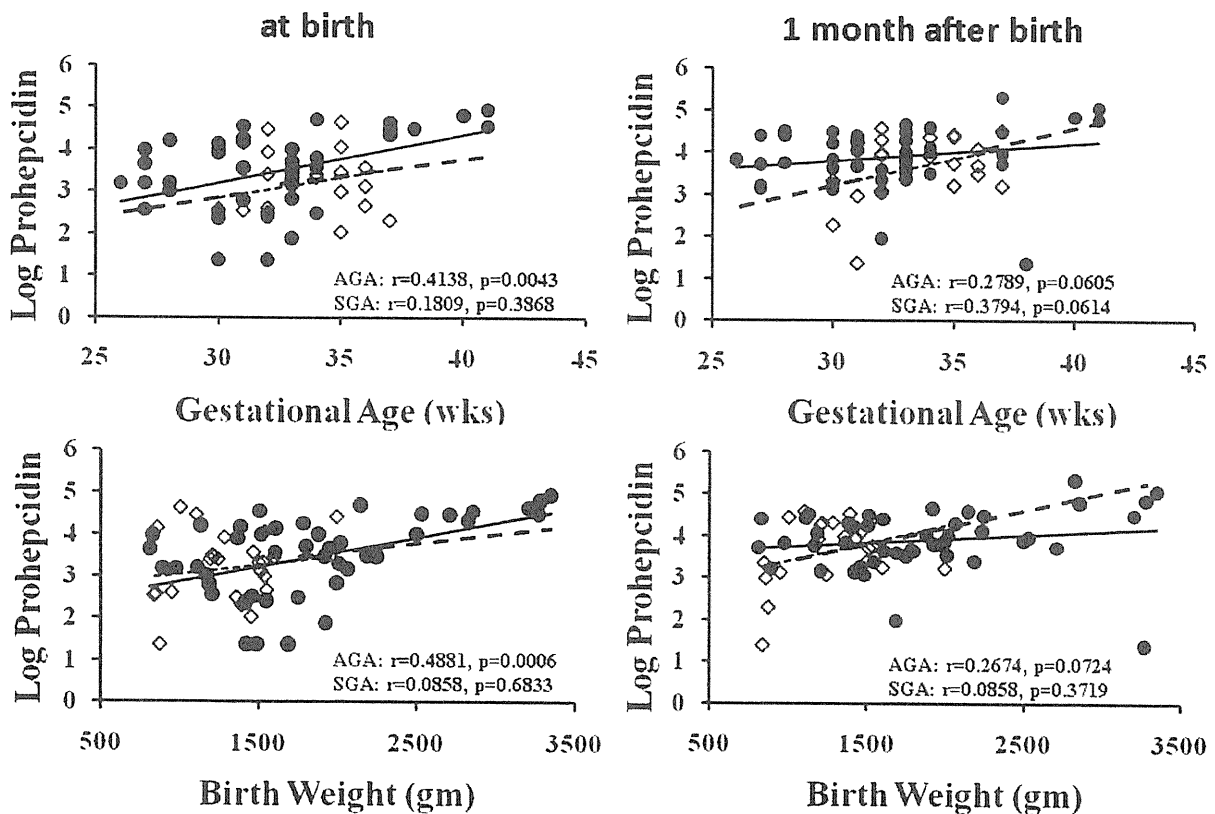 at birth
1 month after birth
Log Prohepcidin
6
5
4
3
2
1
0
AGA: r=0.4138, p=0.0043
SGA: r=0.1809, p=0.3868
25 30 35 40 45
Gestational Age (wks)
Log Prohepcidin
6
5
4
3
2
1
0
AGA: r=0.2789, p=0.0605
SGA: r=0.3794, p=0.0614
25 30 35 40 45
Gestational Age (wks)
Log Prohepcidin
6
5
4
3
2
1
0
AGA: r=0.4881, p=0.0006
SGA: r=0.0858, p=0.6833
500 1500 2500 3500
Birth Weight (gm)
Log Prohepcidin
6
5
4
3
2
1
0
AGA: r=0.2674, p=0.0724
SGA: r=0.0858, p=0.3719
500 1500 2500 3500
Birth Weight (gm)